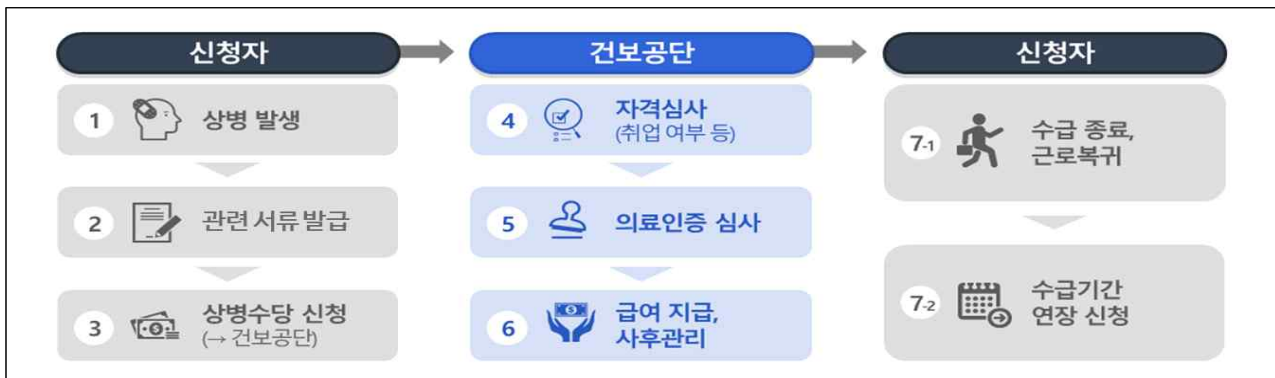 신청자
1 상병 발생
2 관련 서류 발급
3 상병수당 신청
(→ 건보공단)
건보공단
4 자격심사
(취업 여부 등)
5 의료인증 심사
6 급여 지급,
사후관리
신청자
7-1 수급 종료,
근로복귀
7-2 수급기간
연장 신청